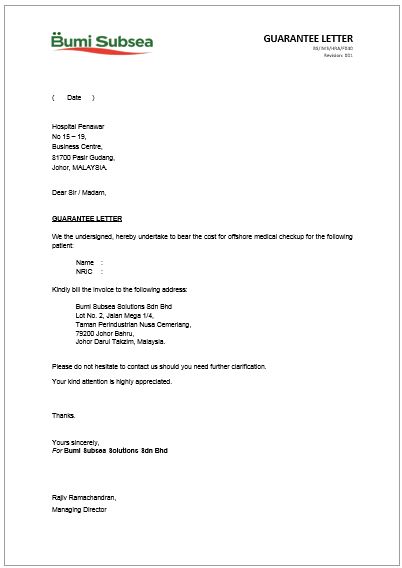 Bumi Subsea
GUARANTEE LETTER
Revision: 001
( Date )
Hospital Penawar
No 15 – 19,
Business Centre,
81700 Pasir Gudang,
Johor, MALAYSIA.
Dear Sir / Madam,
GUARANTEE LETTER
We the undersigned, hereby undertake to bear the cost for offshore medical checkup for the following
patient:
Name :
NRIC :
Kindly bill the invoice to the following address:
Bumi Subsea Solutions Sdn Bhd
Lot No. 2, Jalan Mega 1/4,
Taman Perindustrian Nusa Cemerlang,
79200 Johor Bahru,
Johor Darul Takzim, Malaysia.
Please do not hesitate to contact us should you need further clarification.
Your kind attention is highly appreciated.
Thanks.
Yours sincerely,
For Bumi Subsea Solutions Sdn Bhd
Rajiv Ramachandran,
Managing Director